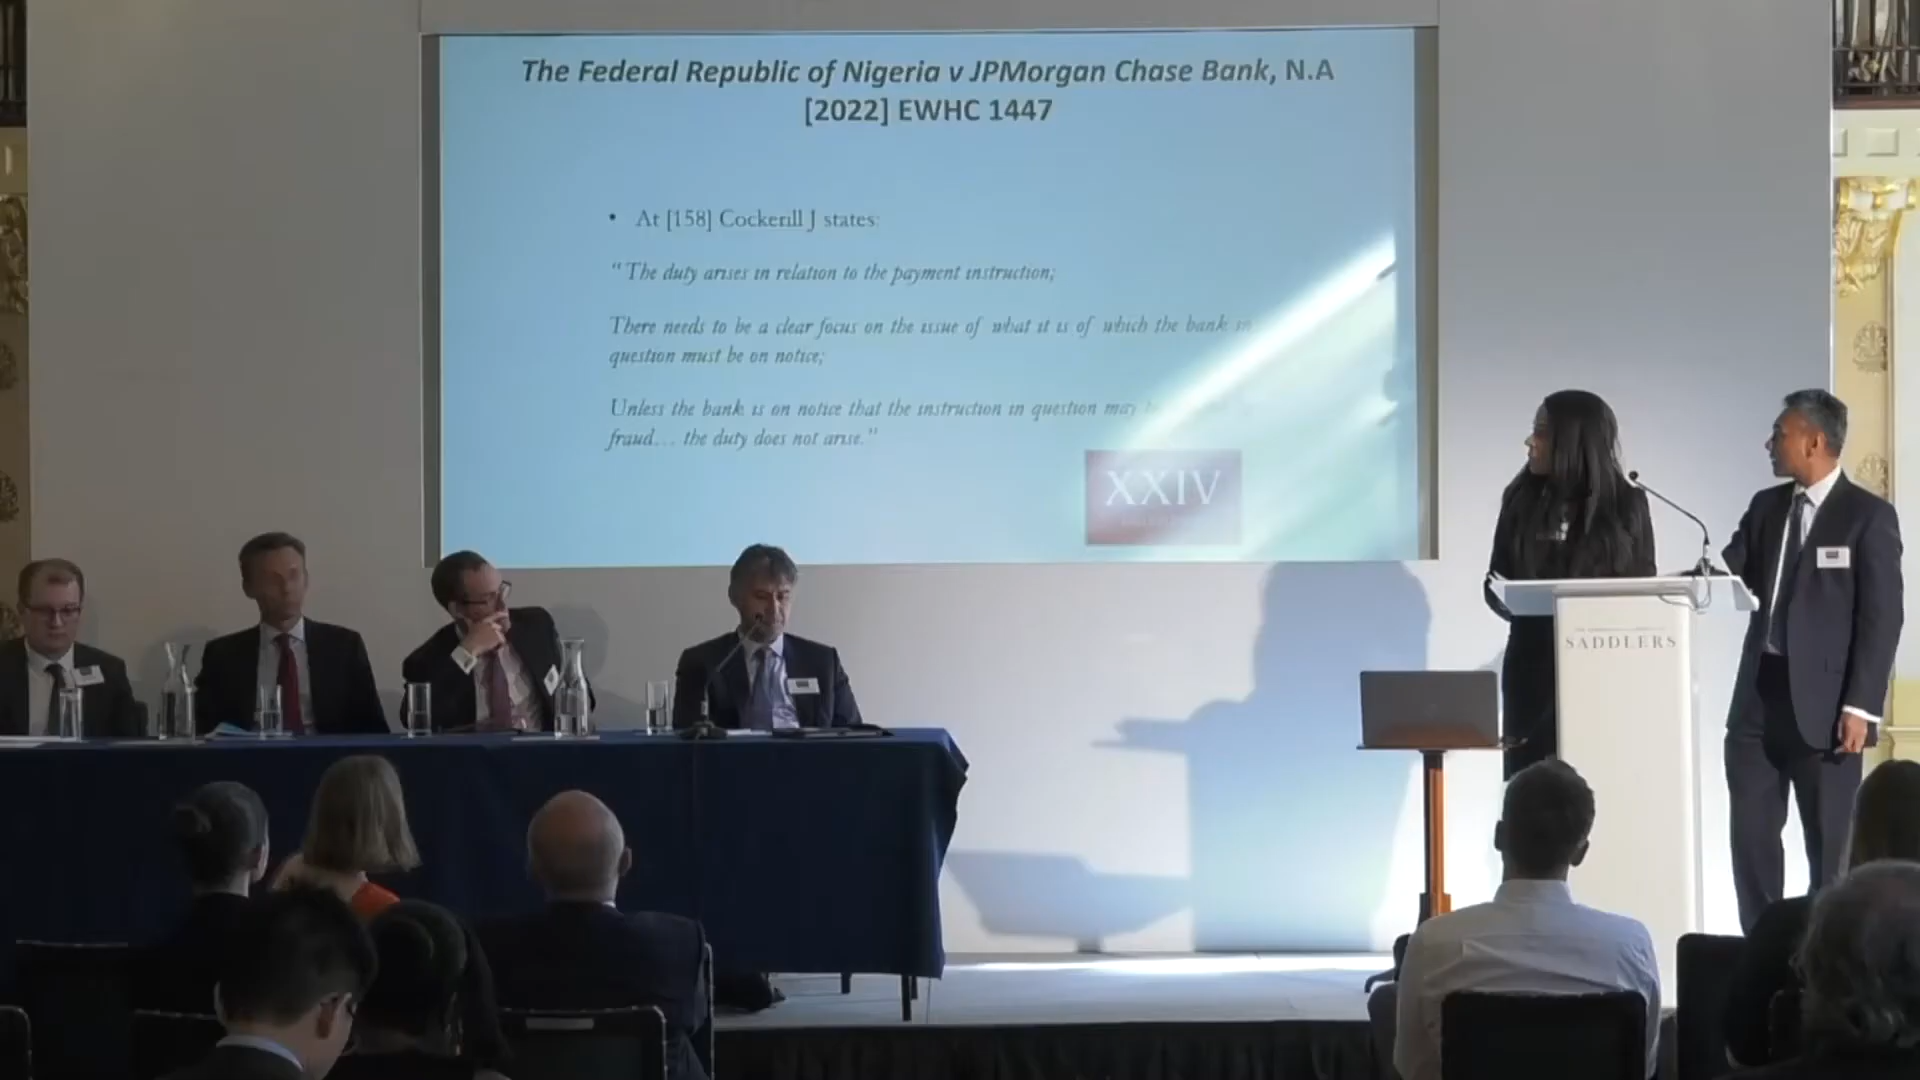 The Federal Republic of Nigeria v JPMorgan Chase Bank, N.A
[2022] EWHC 1447
• At [158] Cockerill J states:
“The duty arises in relation to the payment instruction;
There needs to be a clear focus on the issue of what it is of which the bank in
question must be on notice;
Unless the bank is on notice that the instruction in question may
fraud… the duty does not arise.”
XXIV
SADDLERS